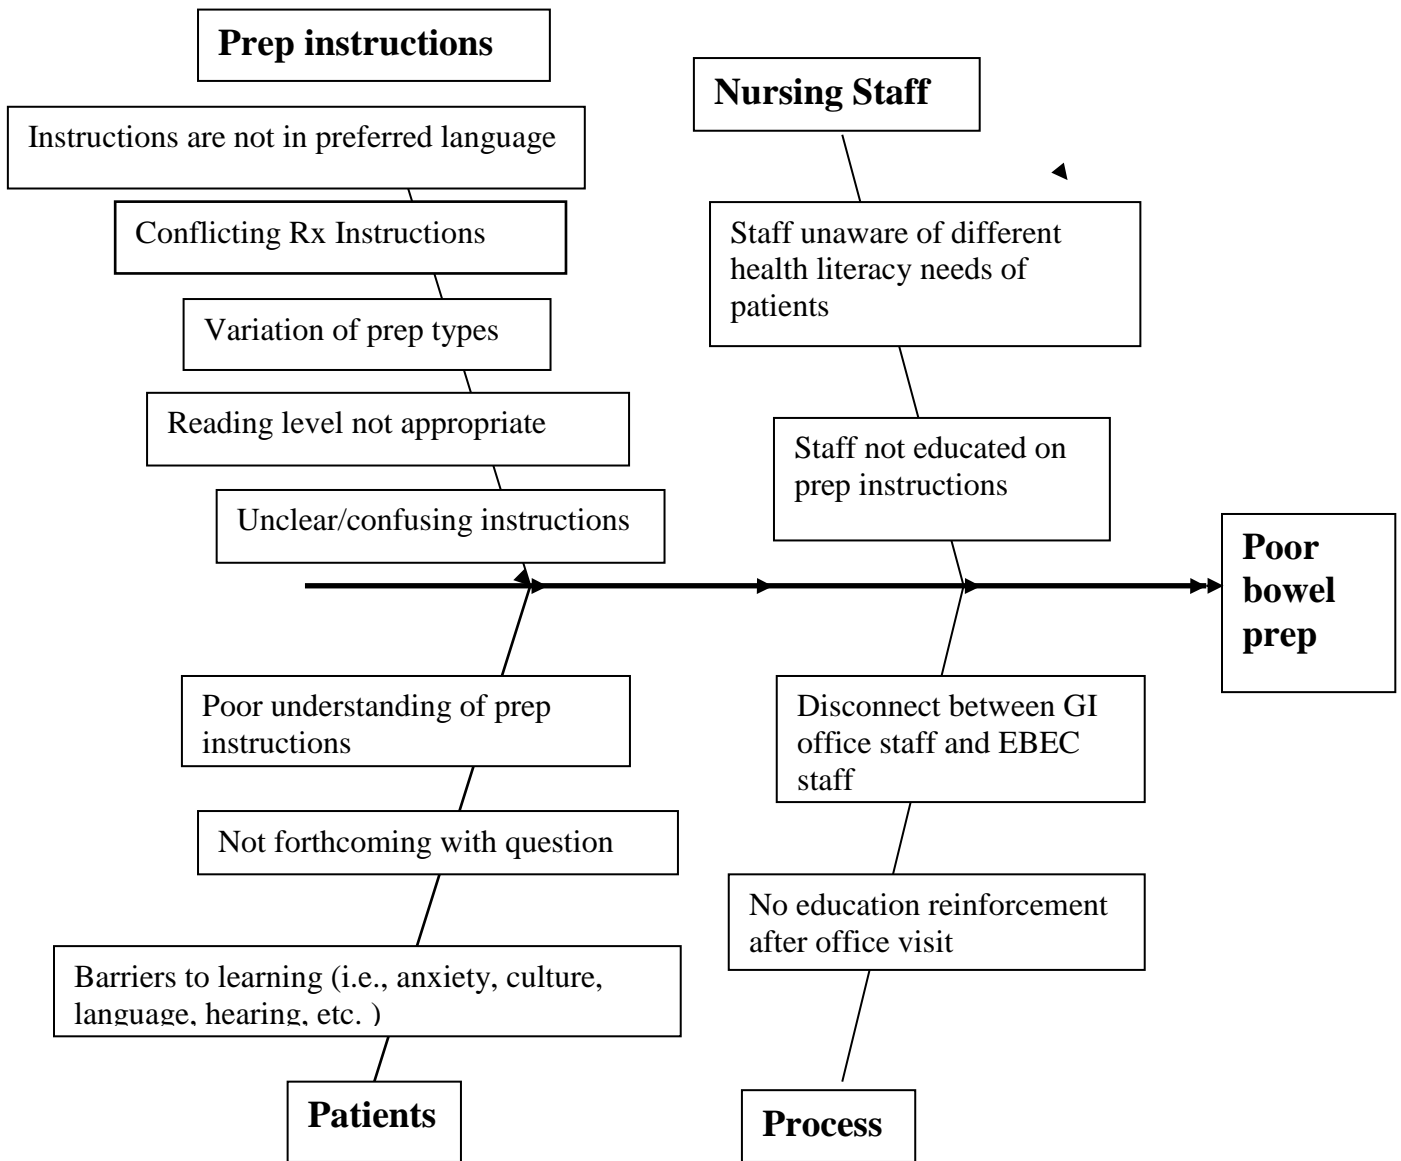 Prep instructions
Instructions are not in preferred language
Conflicting Rx Instructions
Variation of prep types
Reading level not appropriate
Unclear/confusing instructions
Nursing Staff
Staff unaware of different
health literacy needs of
patients
Staff not educated on
prep instructions
Poor
bowel
prep
Poor understanding of prep
instructions
Not forthcoming with question
Barriers to learning (i.e., anxiety, culture,
language, hearing, etc. )
Patients
Disconnect between GI
office staff and EBEC
staff
No education reinforcement
after office visit
Process